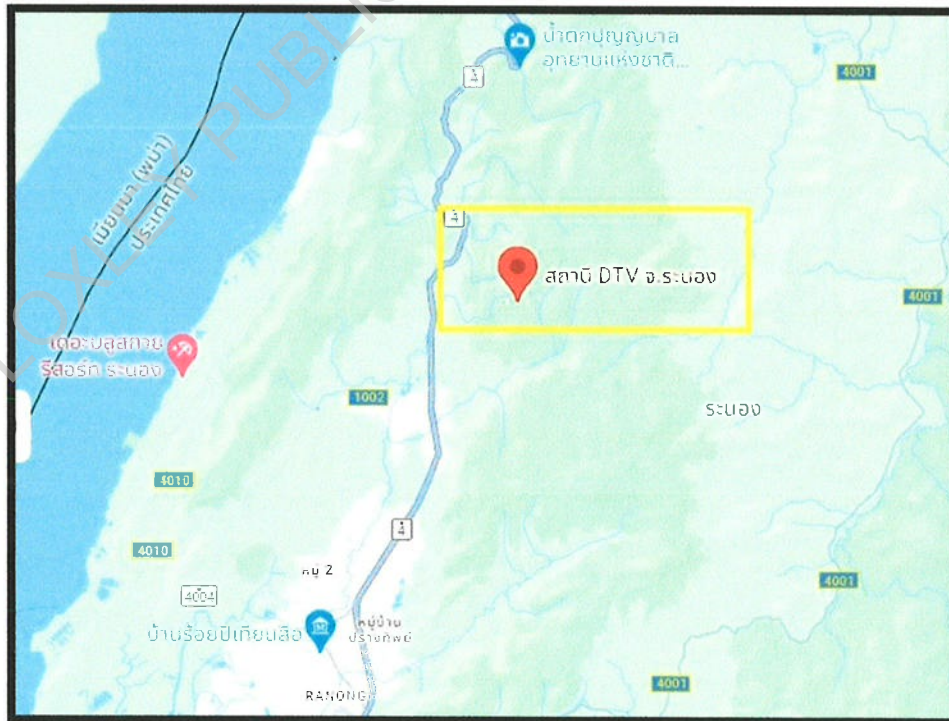 LOXLEY PUBLIC
น้ำตกปุญญบาล
อุทยานแห่งชาติ...
4
4001
เมียนมา (พม่า)
ประเทศไทย
4
สถานี DTV จ.ระนอง
4001
เดอะบลูสกาย
รีสอร์ท ระนอง
1002
ระนอง
4010
4
4010
หมู่ 2
4001
4004
บ้านร้อยปีเทียนสือ
หมู่บ้าน
ปรางทิพย์
4001
RANONG